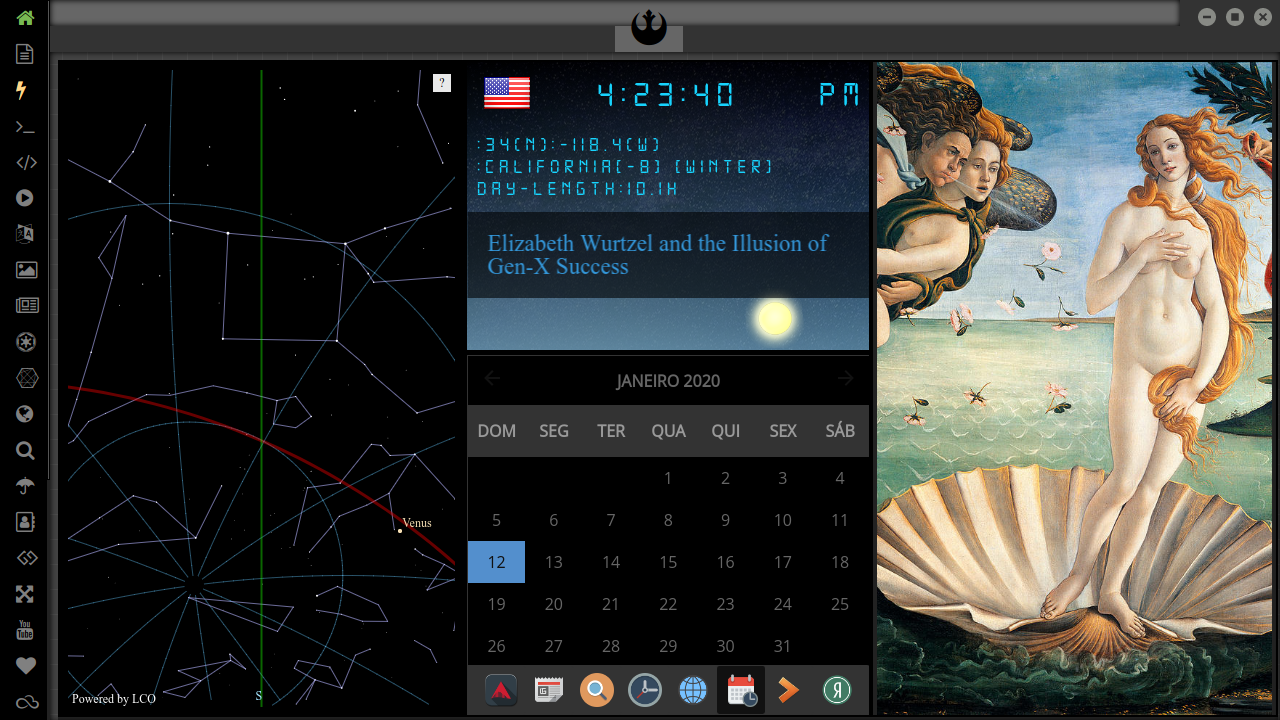 ?
4:23:40 PM
:34(N):-118.4(W)
:CALIFORNIA(-8) (WINTER)
DAY-LENGTH:10.1H
Elizabeth Wurtzel and the Illusion of
Gen-X Success
JANEIRO 2020
DOM SEG TER QUA QUI SEX SÁB
1 2 3 4
5 6 7 8 9 10 11
12 13 14 15 16 17 18
19 20 21 22 23 24 25
26 27 28 29 30 31
Venus
S
Powered by LCO
You
Tube
Я